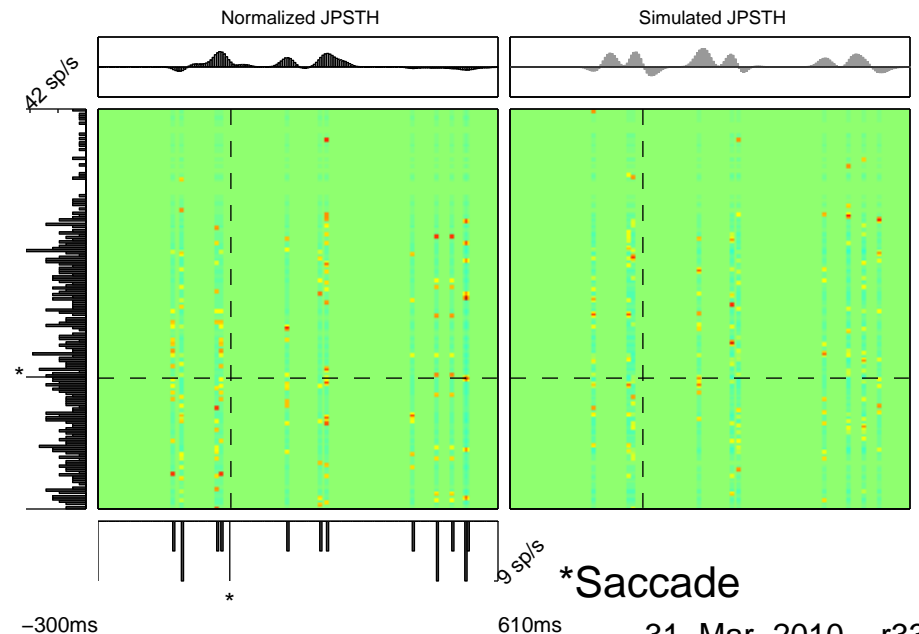 Normalized JPSTH
Simulated JPSTH
42 sp/s
*
9 sp/s
*Saccade
*
−300ms
610ms
31 Mar 2010